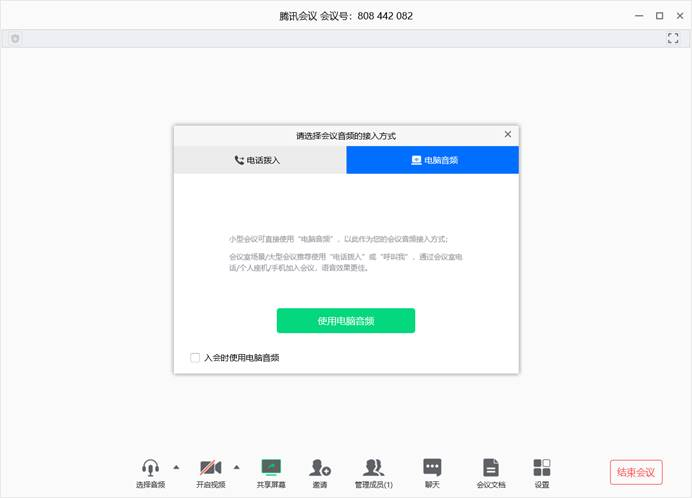 腾讯会议 会议号：808 442 082
请选择会议音频的接入方式
电话拨入
电脑音频
小型会议可直接使用“电脑音频”，以此作为您的会议音频接入方式；
会议室场景/大型会议推荐使用“电话拨入”或“呼叫我”，通过会议室电
话/个人座机/手机加入会议，语音效果更佳。
使用电脑音频
入会时使用电脑音频
选择音频
开启视频
共享屏幕
邀请
管理成员(1)
聊天
会议文档
设置
结束会议